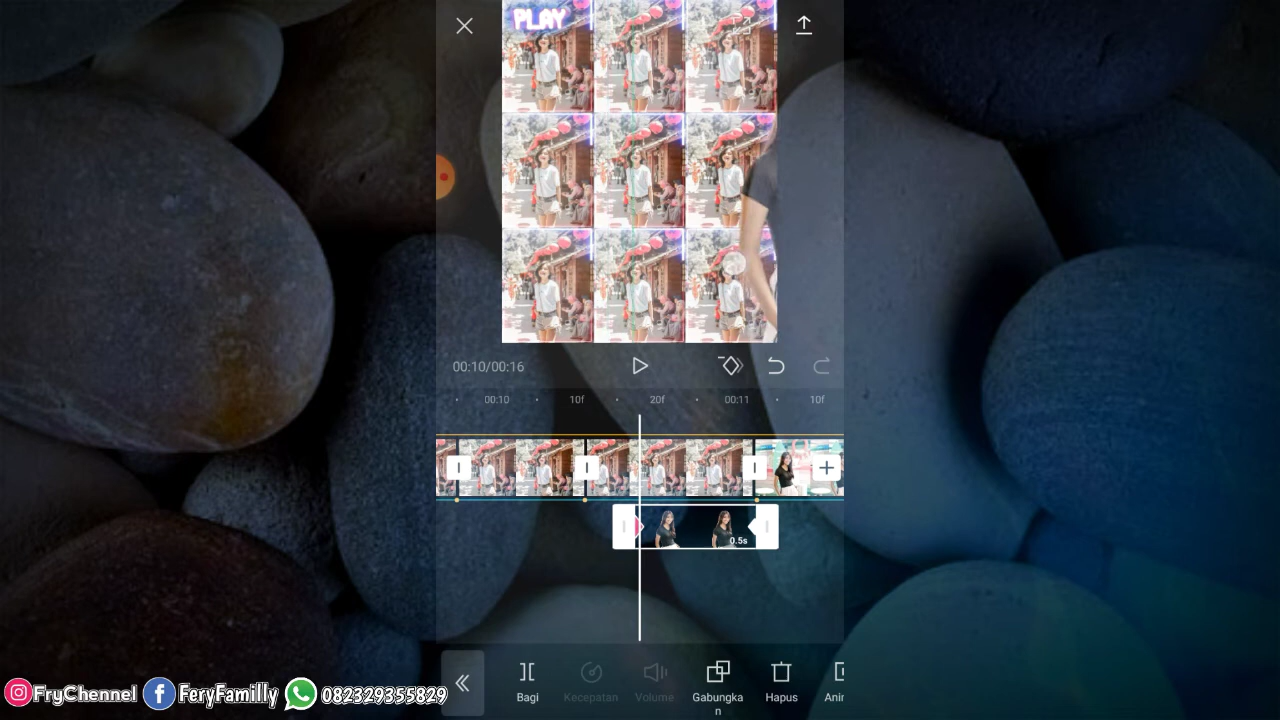 PLAY
00:10/00:16
00:10
10f
20f
00:11
10f
0.5s
Bagi
Kecepatan
Volume
Gabungka
n
Hapus
Anir
FryChennel
FeryFamilly
082329355829